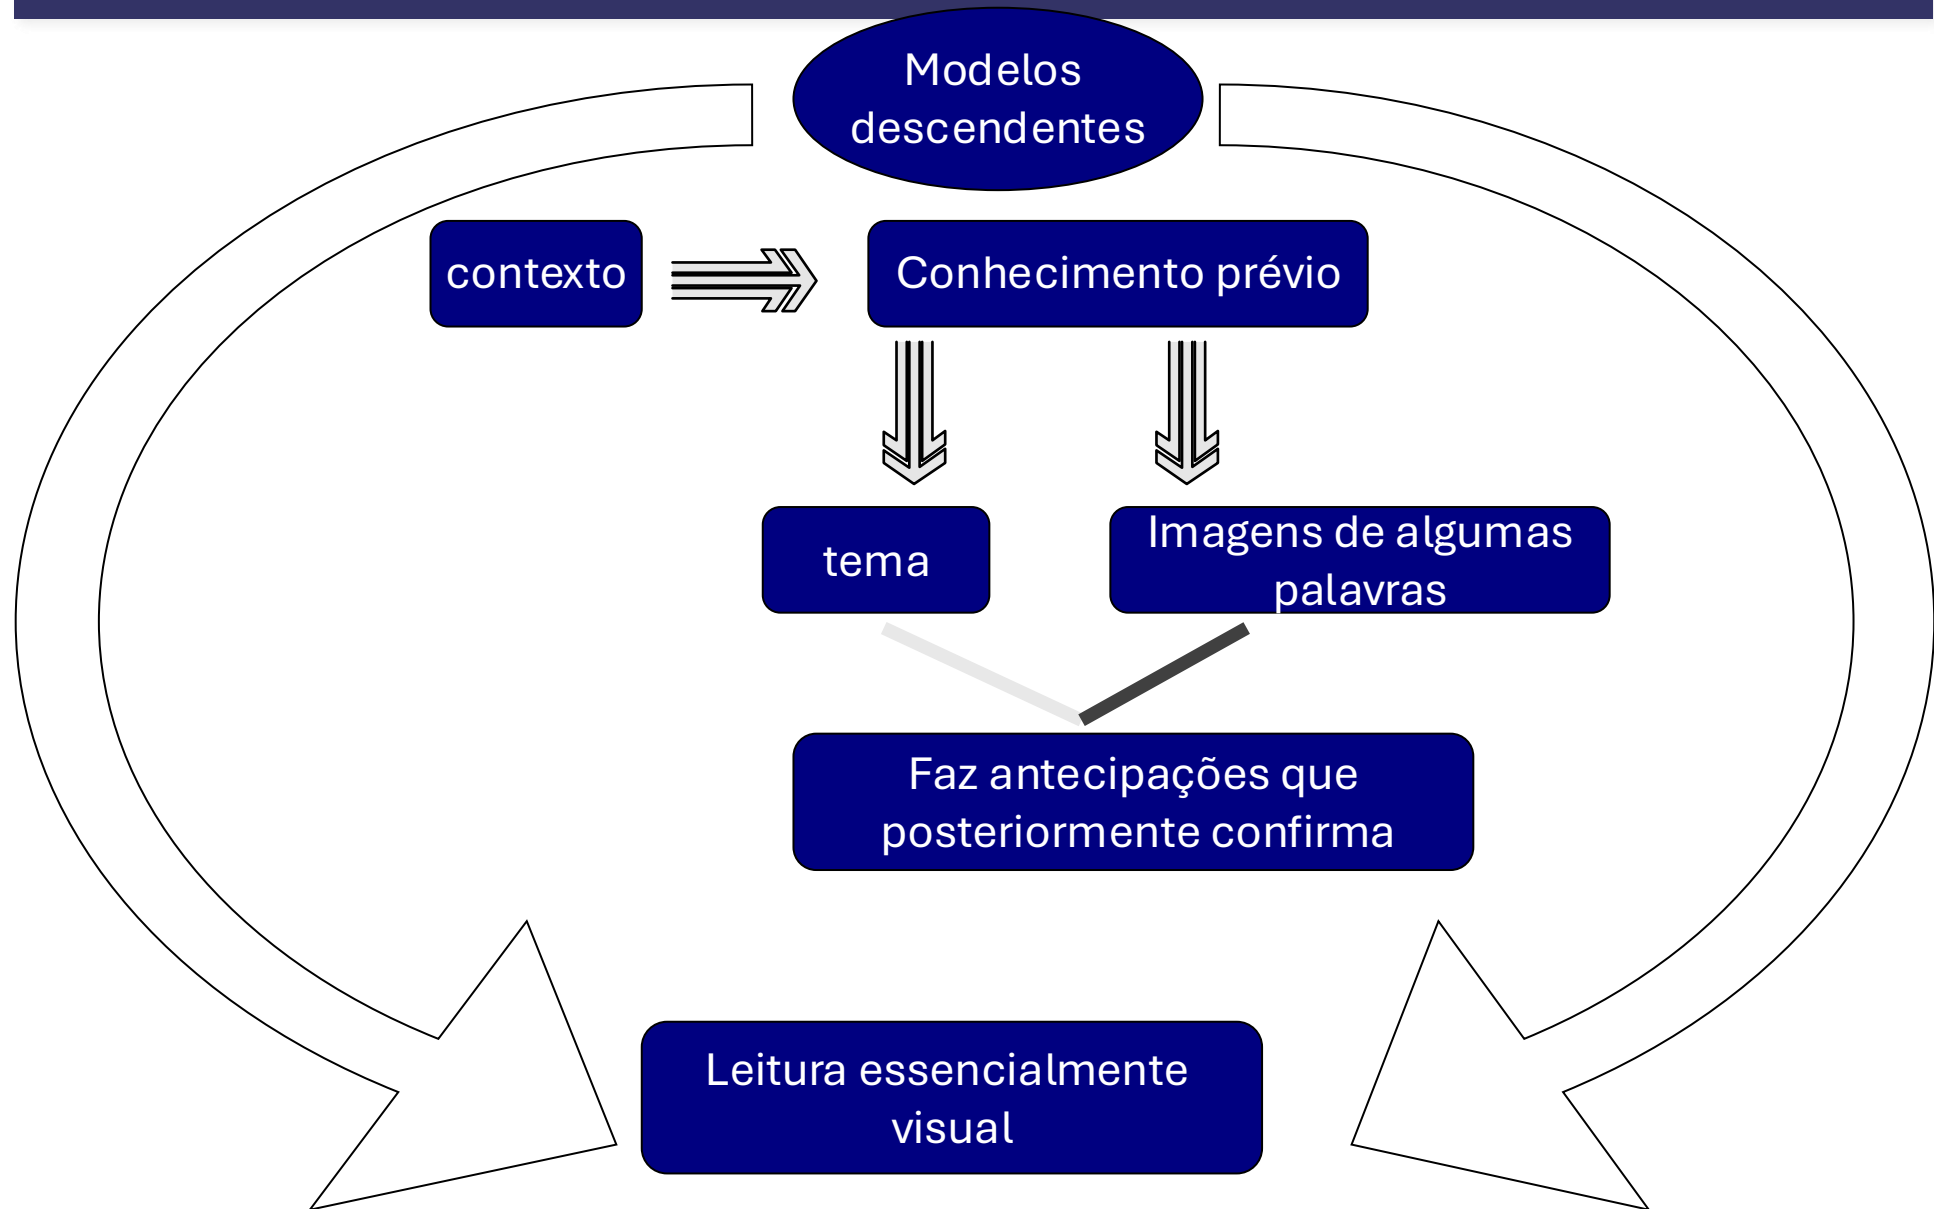 Modelos
descendentes
contexto
Conhecimento prévio
tema
Imagens de algumas
palavras
Faz antecipações que
posteriormente confirma
Leitura essencialmente
visual